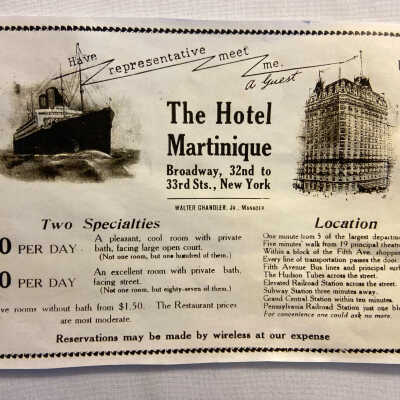 Have representative meet me.
A Guest
The Hotel
Martinique
Broadway, 32nd to
33rd Sts., New York
WALTER CHANDLER, Jr., MANAGER
Two Specialties
0 PER DAY
A pleasant, cool room with private
bath, facing large open court.
(Not one room, but one hundred of them.)
0 PER DAY
An excellent room with private bath,
facing street.
(Not one room, but eighty-seven of them.)
rooms without bath from $1.50. The Restaurant prices
are most moderate.
Location
One minute from 5 of the largest
Five minutes' walk from 19 principal
Within a block of the Fifth Ave.
Every line of transportation passes the
Fifth Avenue Bus lines and principal
The Hudson Tubes across the street.
Elevated Railroad Station across the street.
Subway Station three minutes away.
Grand Central Station within ten minutes.
Pennsylvania Railroad Station just one
For convenience one could ask no more.
Reservations may be made by wireless at our expense